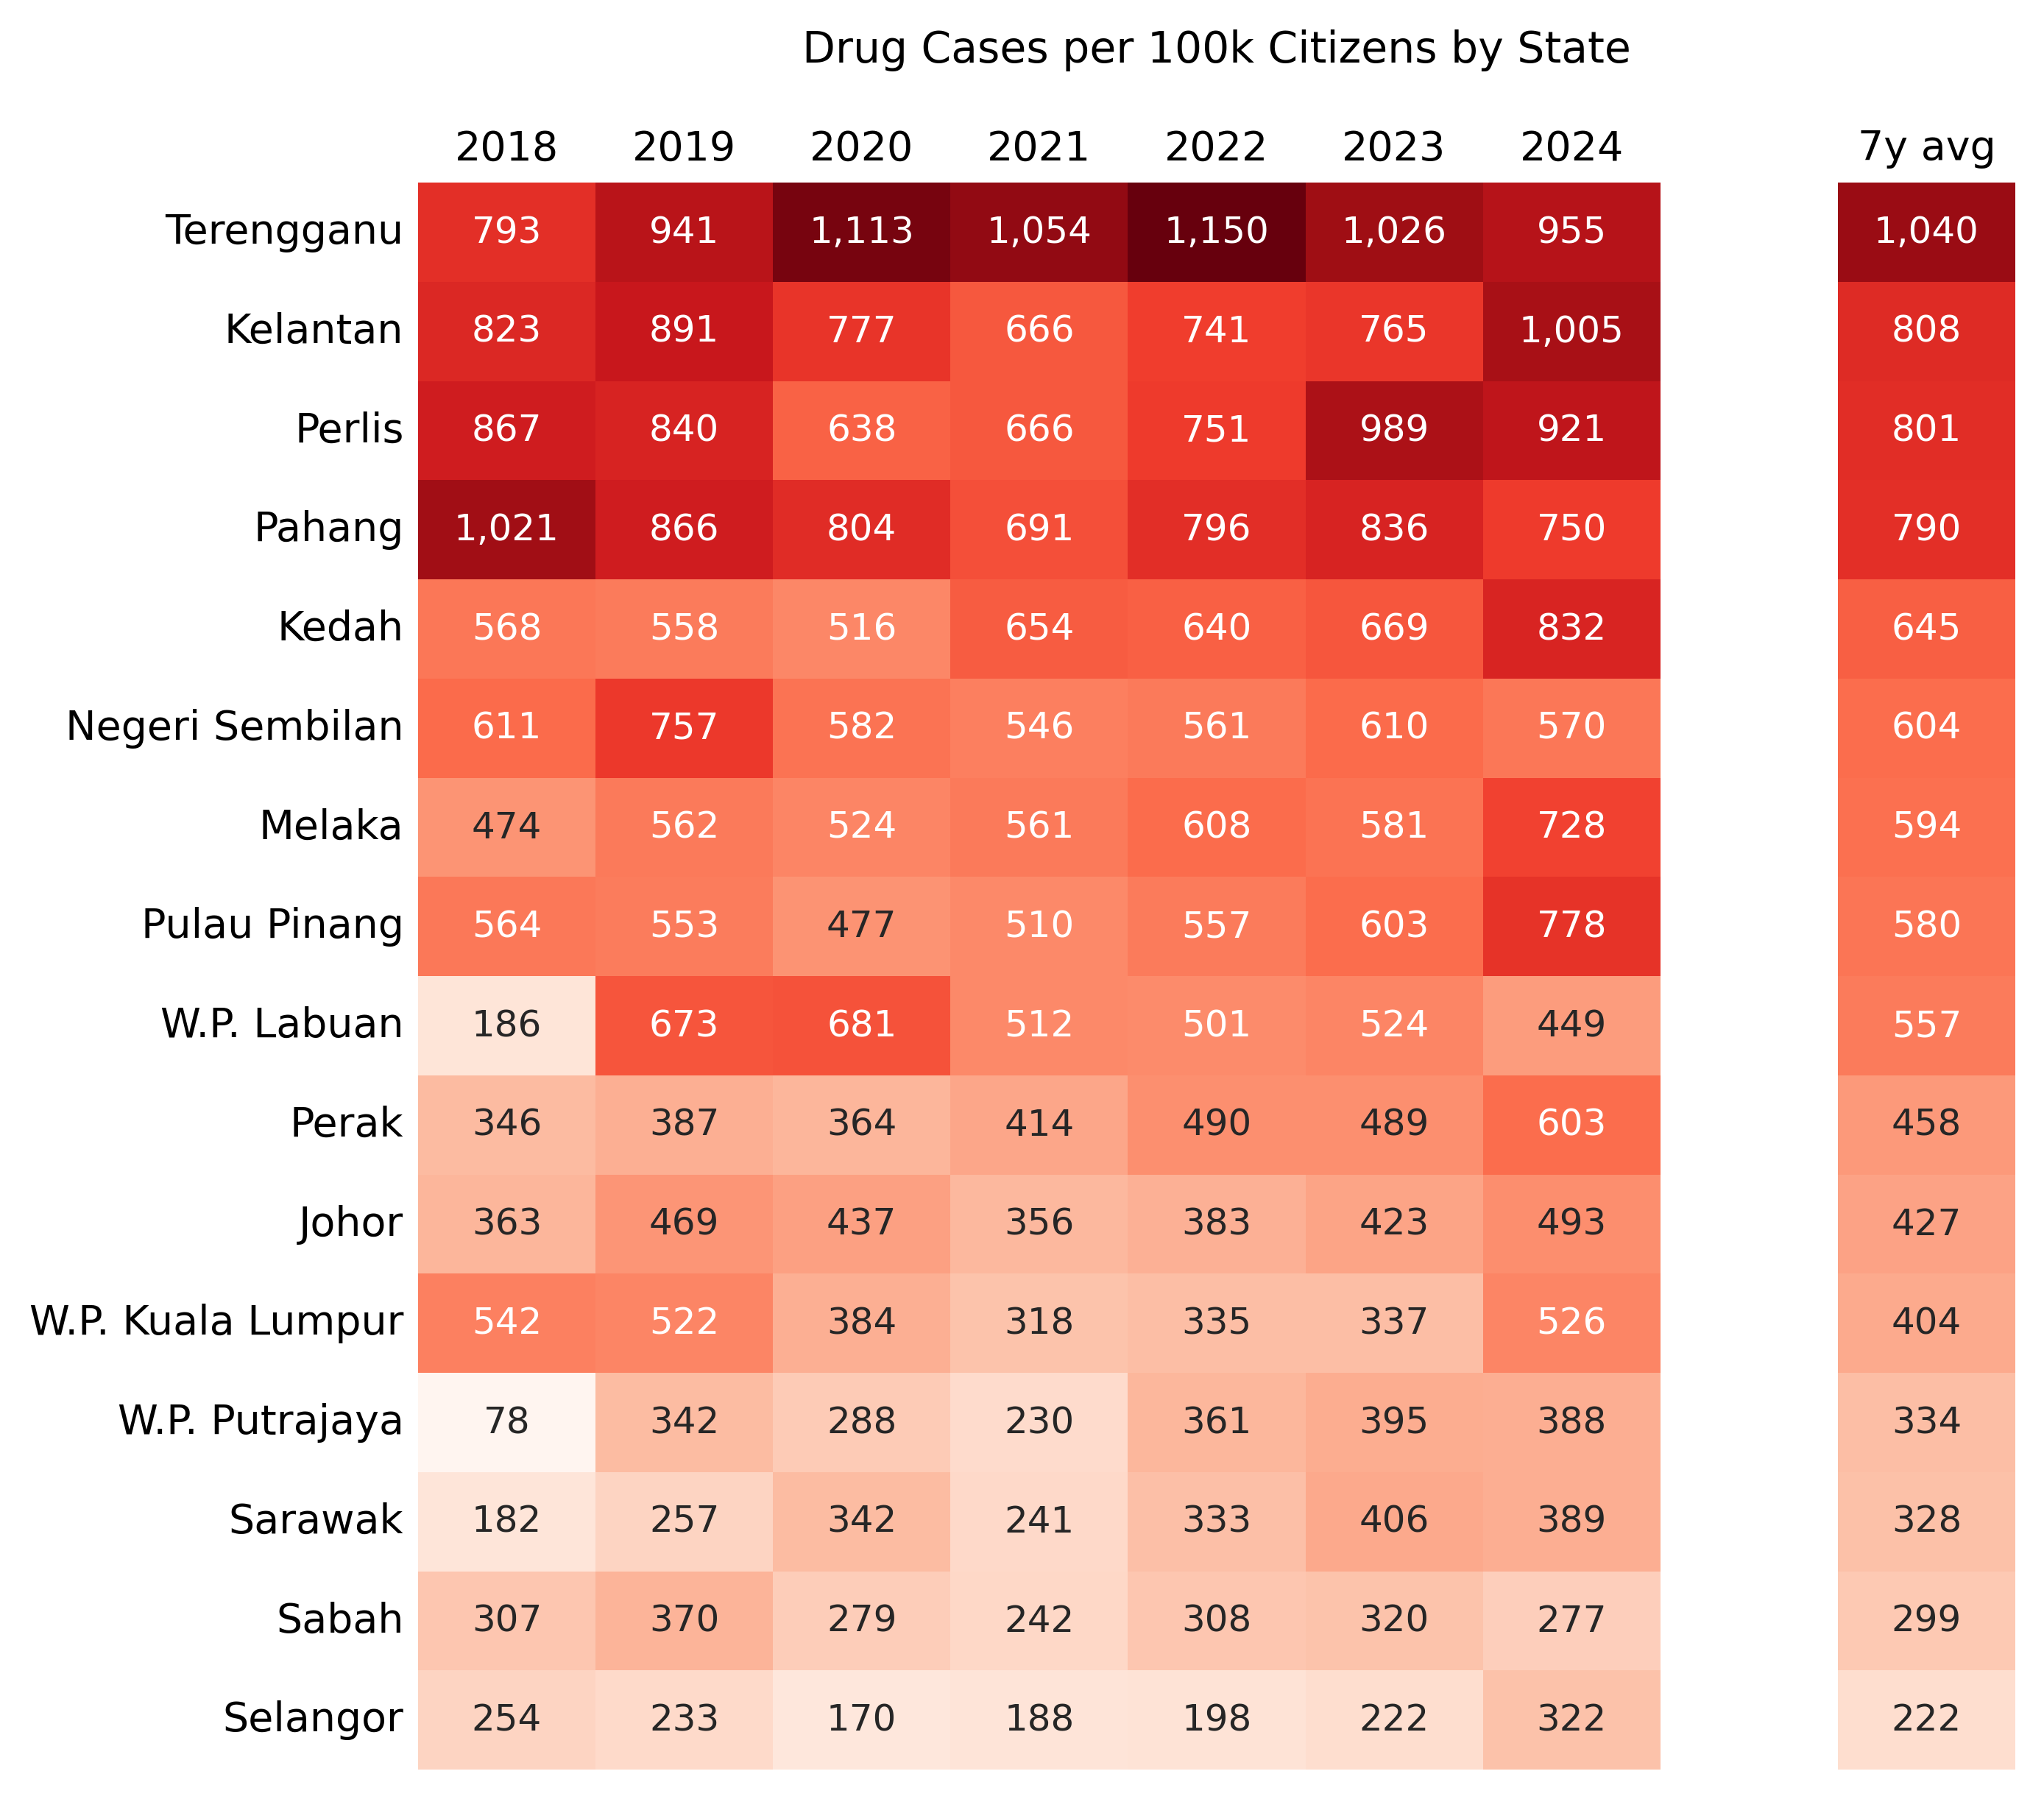 Drug Cases per 100k Citizens by State
2018 2019 2020 2021 2022 2023 2024 7y avg
Terengganu 793 941 1,113 1,054 1,150 1,026 955 1,040
Kelantan 823 891 777 666 741 765 1,005 808
Perlis 867 840 638 666 751 989 921 801
Pahang 1,021 866 804 691 796 836 750 790
Kedah 568 558 516 654 640 669 832 645
Negeri Sembilan 611 757 582 546 561 610 570 604
Melaka 474 562 524 561 608 581 728 594
Pulau Pinang 564 553 477 510 557 603 778 580
W.P. Labuan 186 673 681 512 501 524 449 557
Perak 346 387 364 414 490 489 603 458
Johor 363 469 437 356 383 423 493 427
W.P. Kuala Lumpur 542 522 384 318 335 337 526 404
W.P. Putrajaya 78 342 288 230 361 395 388 334
Sarawak 182 257 342 241 333 406 389 328
Sabah 307 370 279 242 308 320 277 299
Selangor 254 233 170 188 198 222 322 222